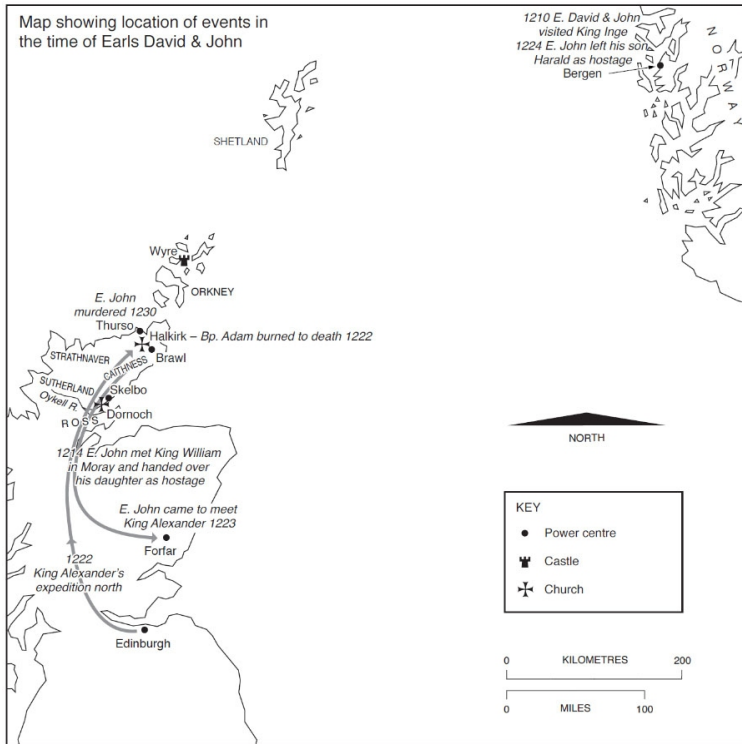 Map showing location of events in
the time of Earls David & John
1210 E. David & John
visited King Inge
1224 E. John left his son
Harald as hostage
Bergen
NORWAY
SHETLAND
Wyre
ORKNEY
E. John
murdered 1230
Thurso
Halkirk – Bp. Adam burned to death 1222
Brawl
STRATHNAVER
CAITHNESS
SUTHERLAND
Skelbo
Oykell R.
Dornoch
ROSS
1214 E. John met King William
in Moray and handed over
his daughter as hostage
NORTH
E. John came to meet
King Alexander 1223
Forfar
1222
King Alexander's
expedition north
Edinburgh
KEY
Power centre
Castle
Church
0 KILOMETRES 200
0 MILES 100